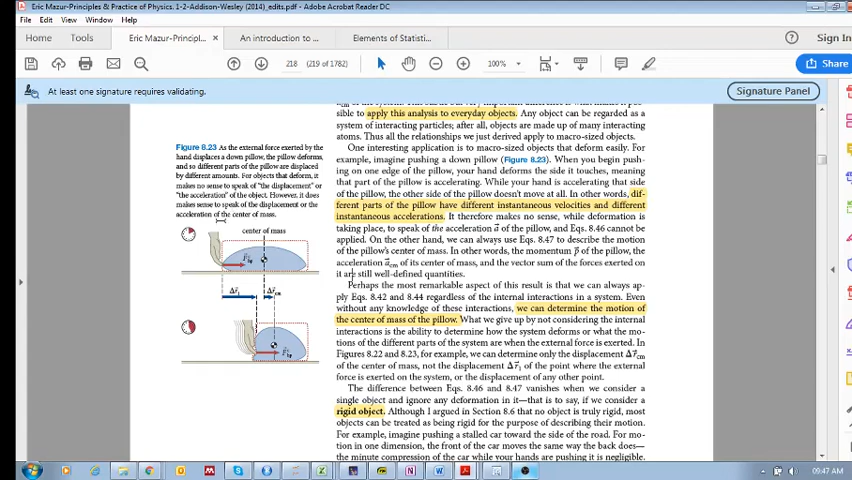 Eric Mazur-Principles & Practice of Physics. 1-2-Addison-Wesley (2014)_edits.pdf - Adobe Acrobat Reader DC
File Edit View Window Help
Home Tools Eric Mazur-Principl... × An introduction to ... Elements of Statisti... Sign In
218 (219 of 1782) 100% Share
At least one signature requires validating. Signature Panel
sible to apply this analysis to everyday objects. Any object can be regarded as a
system of interacting particles; after all, objects are made up of many interacting
atoms. Thus all the relationships we just derived apply to macro-sized objects.
One interesting application is to macro-sized objects that deform easily. For
example, imagine pushing a down pillow (Figure 8.23). When you begin push-
ing on one edge of the pillow, your hand deforms the side it touches, meaning
that part of the pillow is accelerating. While your hand is accelerating that side
of the pillow, the other side of the pillow doesn't move at all. In other words, dif-
ferent parts of the pillow have different instantaneous velocities and different
instantaneous accelerations. It therefore makes no sense, while deformation is
taking place, to speak of the acceleration a⃗ of the pillow, and Eq. 8.46 cannot be
applied. On the other hand, we can always use Eq. 8.47 to describe the motion
of the pillow's center of mass. In other words, the momentum p⃗ of the pillow, the
acceleration a⃗cm of its center of mass, and the vector sum of the forces exerted on
it are still well-defined quantities.
Perhaps the most remarkable aspect of this result is that we can always ap-
ply Eqs. 8.42 and 8.44 regardless of the internal interactions in a system. Even
without any knowledge of these interactions, we can determine the motion of
the center of mass of the pillow. What we give up by not considering the internal
interactions is the ability to determine how the system deforms or what the mo-
tions of the different parts of the system are when the external force is exerted. In
Figures 8.22 and 8.23, for example, we can determine only the displacement Δr⃗cm
of the center of mass, not the displacement Δr⃗1 of the point where the external
force is exerted on the system, or the displacement of any other point.
The difference between Eqs. 8.46 and 8.47 vanishes when we consider a
single object and ignore any deformation in it—that is to say, if we consider a
rigid object. Although I argued in Section 8.6 that no object is truly rigid, most
objects can be treated as being rigid for the purpose of describing their motion.
For example, imagine pushing a stalled car toward the side of the road. For mo-
tion in one dimension, the front of the car moves the same way the back does—
the minute compression of the car while your hands are pushing it is negligible.
Figure 8.23 As the external force exerted by the
hand displaces a down pillow, the pillow deforms,
and so different parts of the pillow are displaced
by different amounts. For objects that deform, it
makes no sense to speak of "the displacement" or
"the acceleration" of the object. However, it does
makes sense to speak of the displacement or the
acceleration of the center of mass.
center of mass
Δr⃗1 Δr⃗cm
09:47 AM